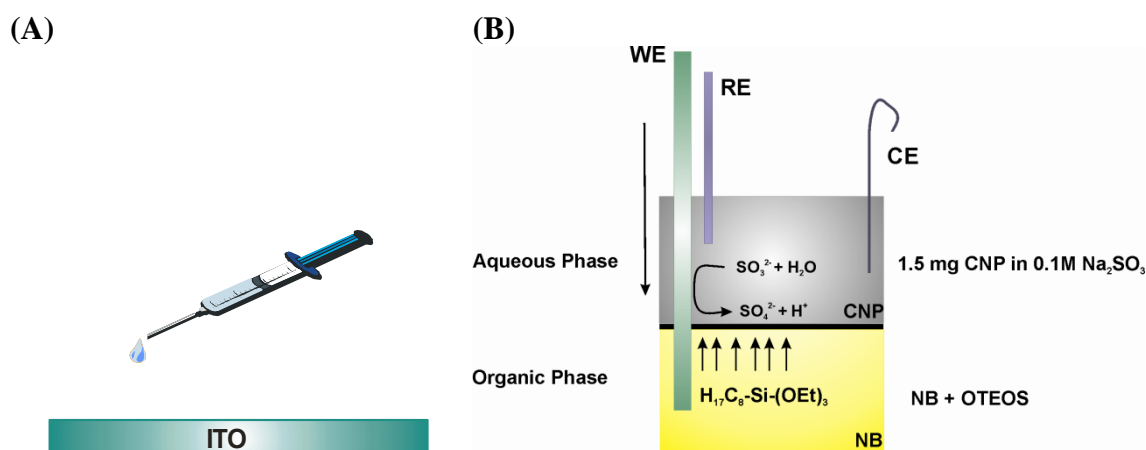 (A)
ITO
(B)
WE
RE
CE
Aqueous Phase
SO₃²⁻ + H₂O
SO₄²⁻ + H⁺
CNP
1.5 mg CNP in 0.1M Na₂SO₃
Organic Phase
H₁₇C₈-Si-(OEt)₃
NB + OTEOS
NB